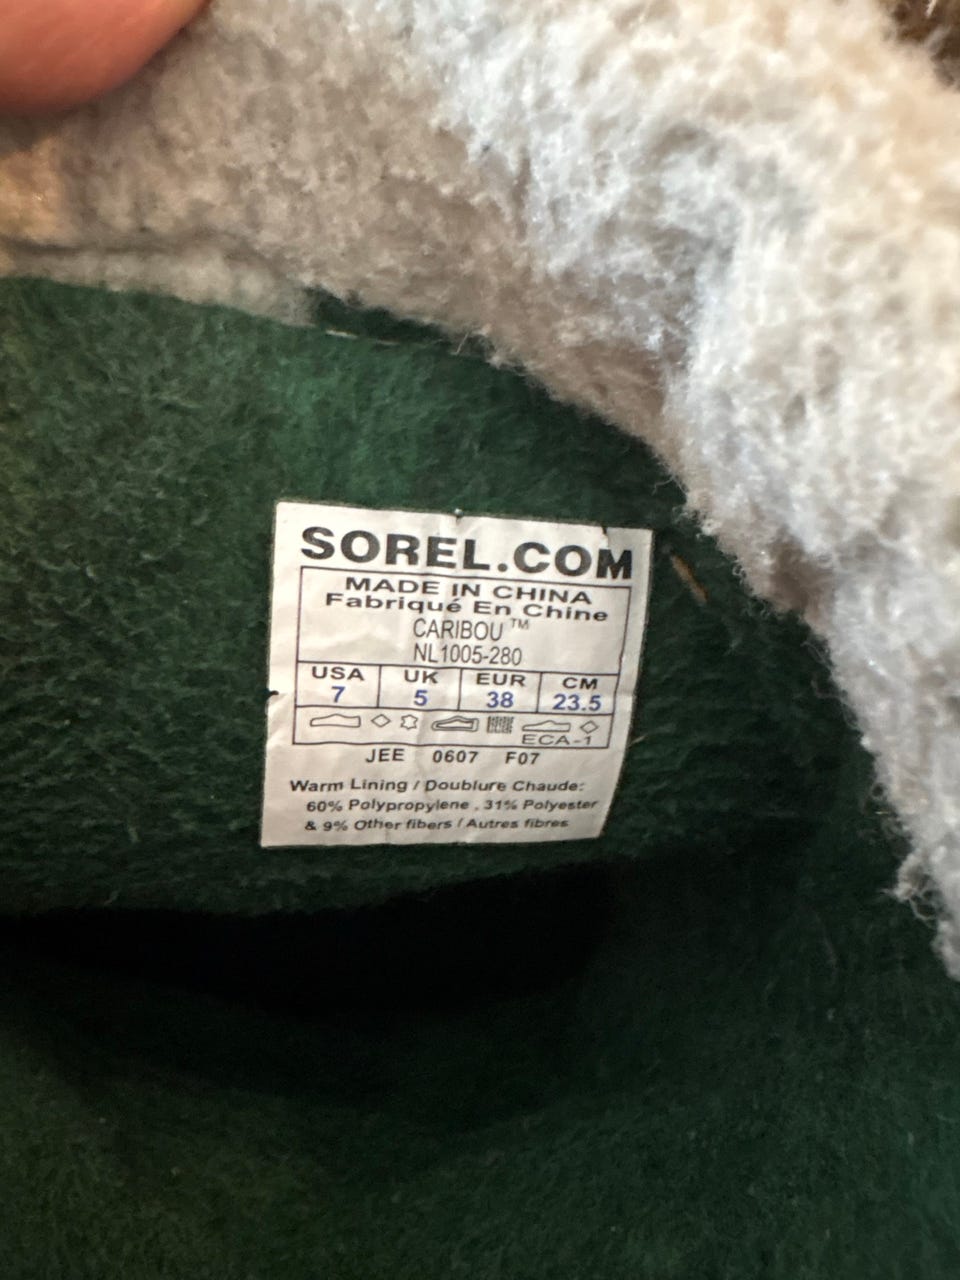 SOREL.COM
MADE IN CHINA
Fabriqué En Chine
CARIBOU™
NL1005-280
USA UK EUR CM
7 5 38 23.5
ECA-1
JEE 0607 F07
Warm Lining / Doublure Chaude:
60% Polypropylene , 31% Polyester
& 9% Other fibers / Autres fibres